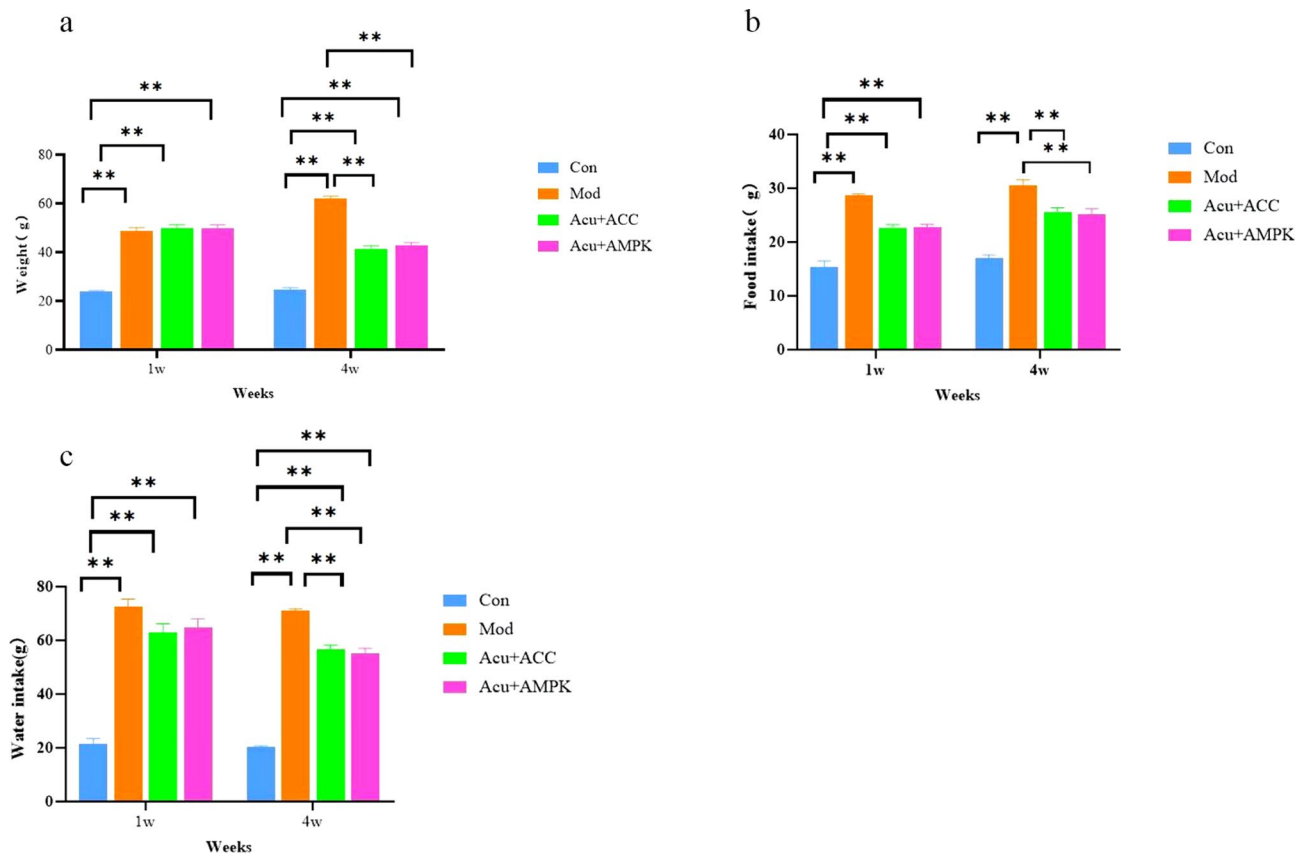 a
**
**
**
**
**
**
**
**
**
80
60
40
20
0
Weight( g)
1w
4w
Weeks
Con
Mod
Acu+ACC
Acu+AMPK
b
**
**
**
**
**
**
40
30
20
10
0
Food intake( g)
1w
4w
Weeks
Con
Mod
Acu+ACC
Acu+AMPK
c
**
**
**
**
**
**
**
**
80
60
40
20
0
Water intake(g)
1w
4w
Weeks
Con
Mod
Acu+ACC
Acu+AMPK